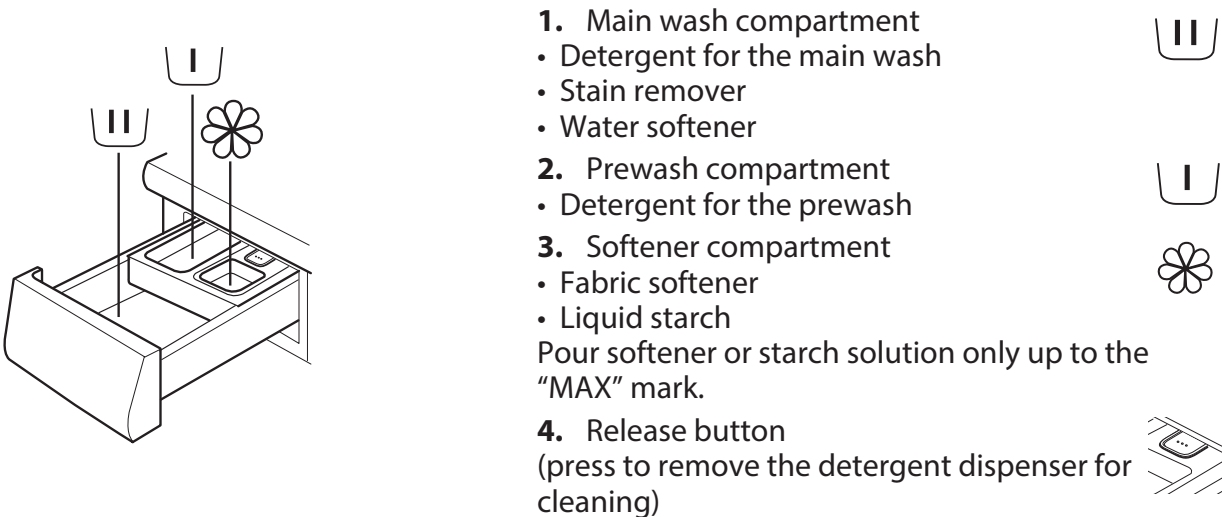 I
II
1. Main wash compartment
II
• Detergent for the main wash
• Stain remover
• Water softener
2. Prewash compartment
I
• Detergent for the prewash
3. Softener compartment
• Fabric softener
• Liquid starch
Pour softener or starch solution only up to the
“MAX” mark.
4. Release button
(press to remove the detergent dispenser for
cleaning)